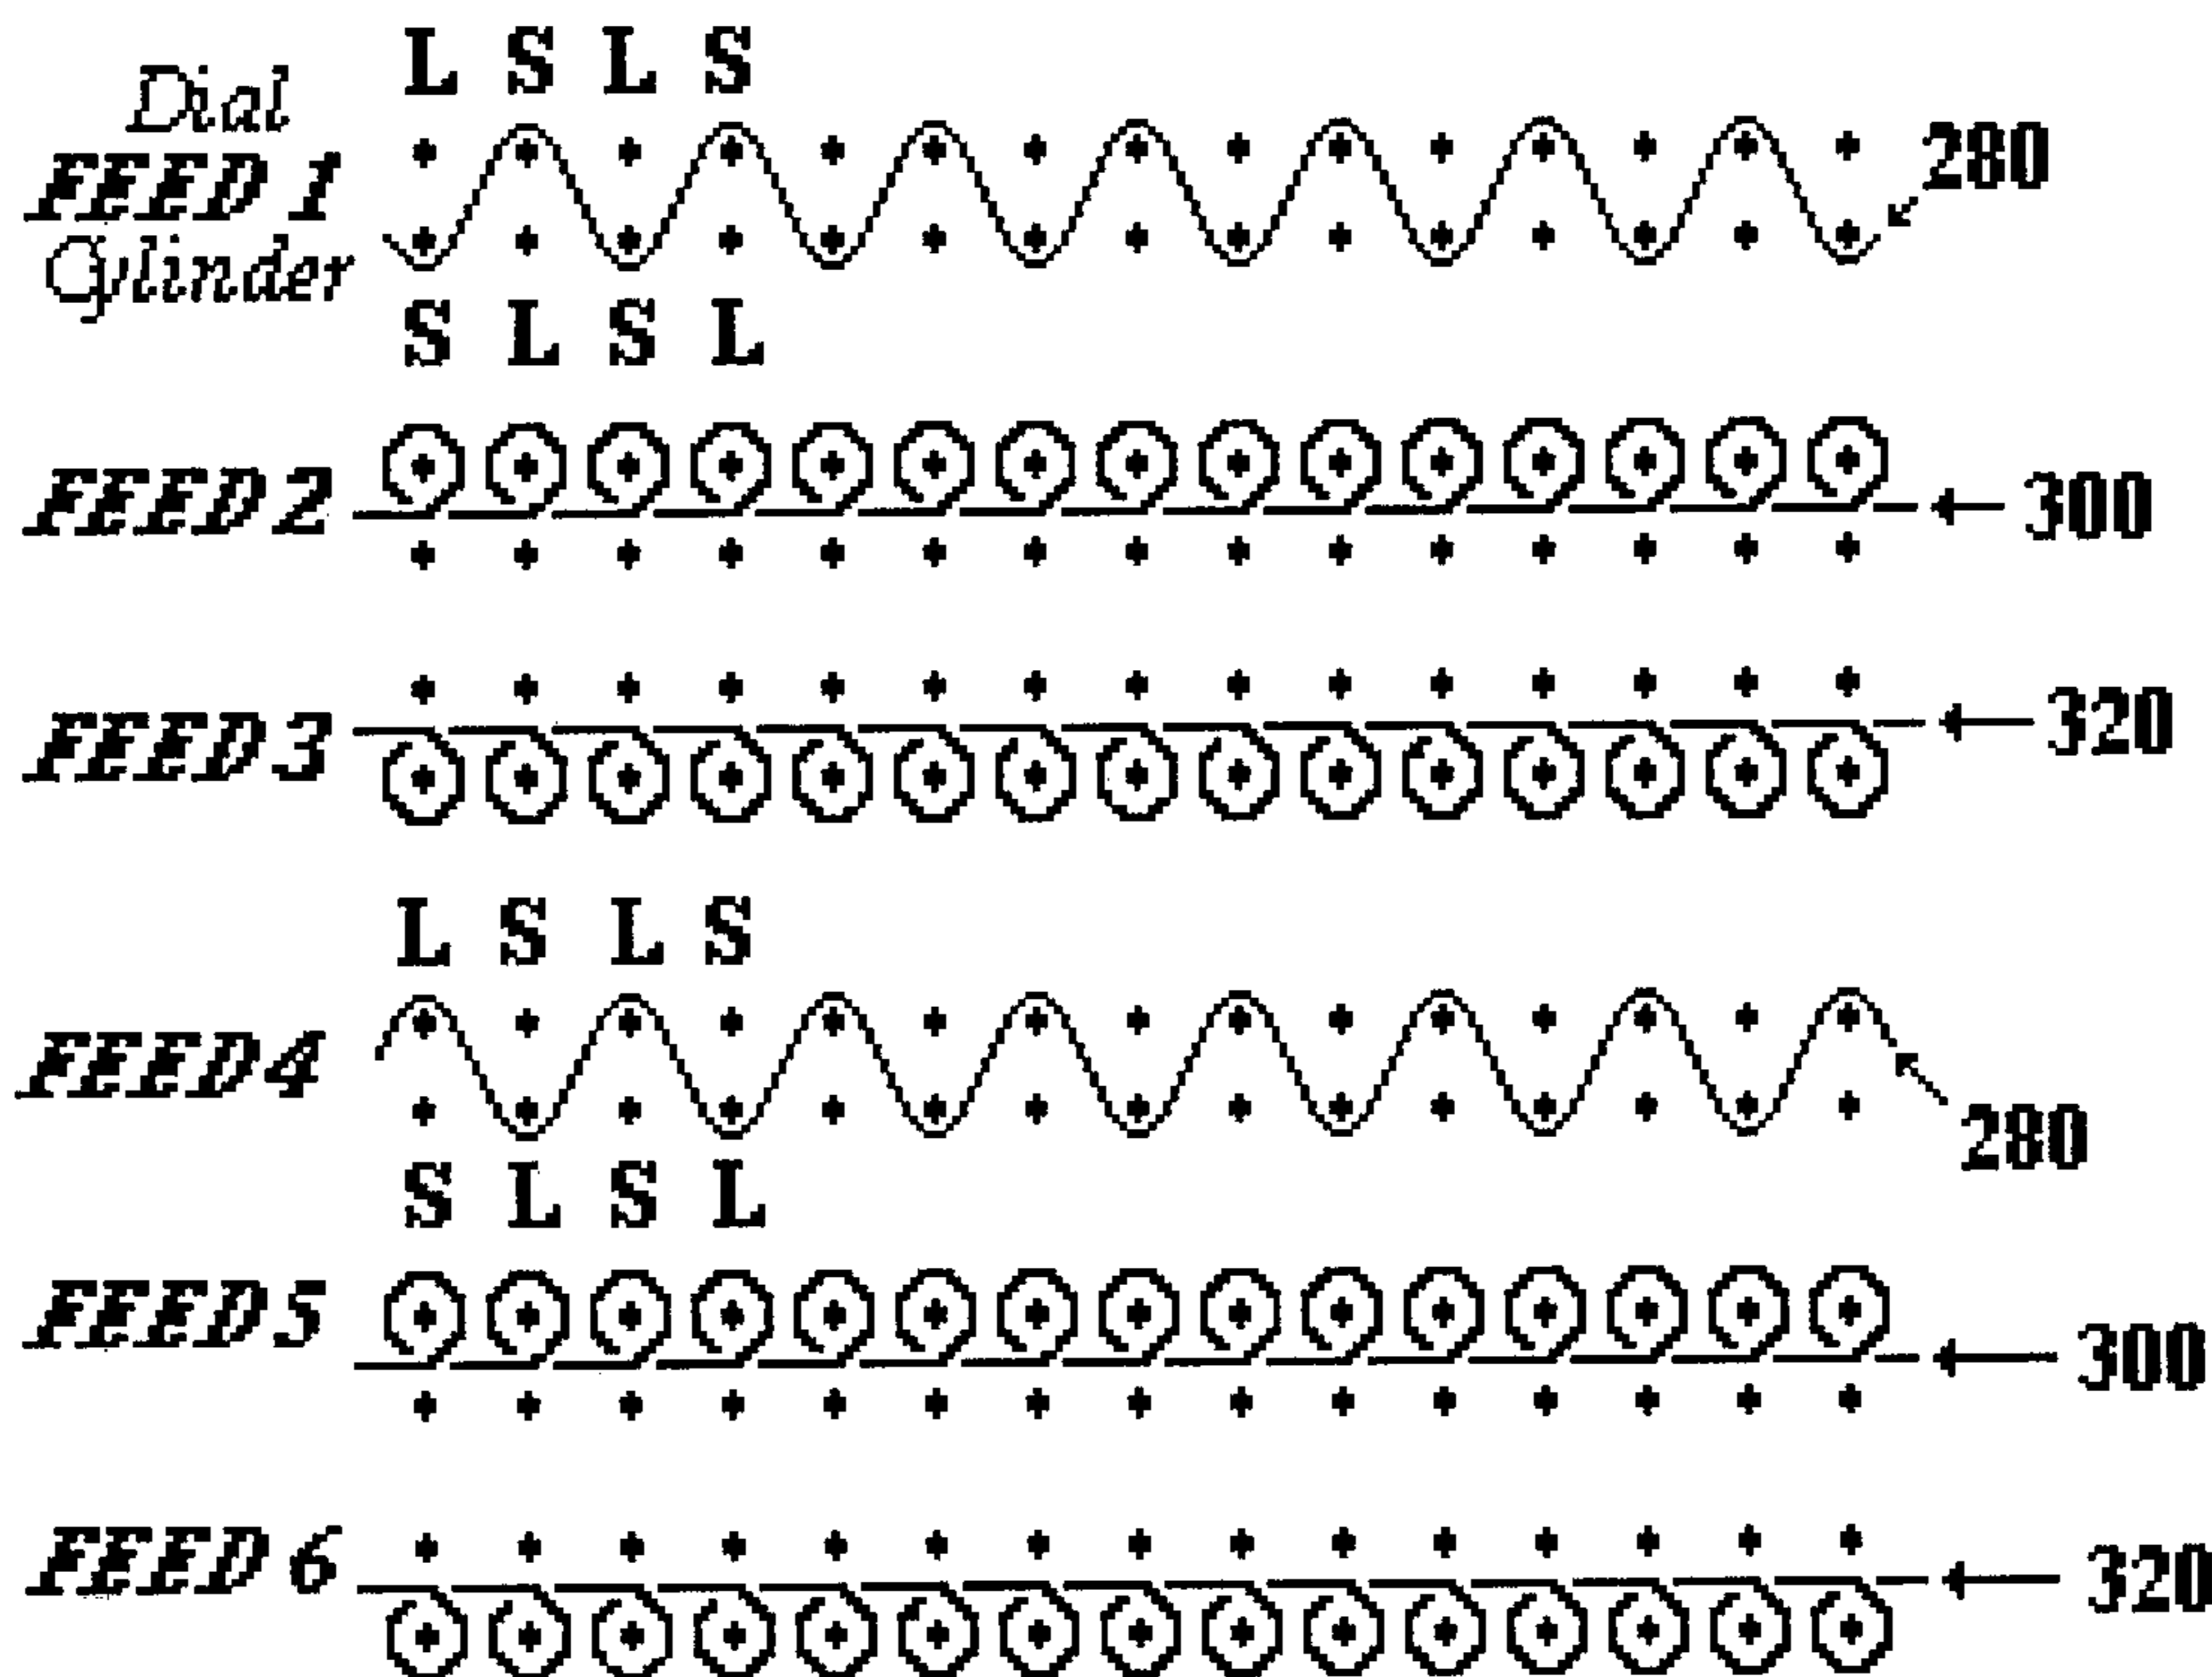 L S L S
Dial
FEED 1
Cylinder
280
S L S L
FEED 2
300
FEED 3
320
L S L S
FEED 4
280
S L S L
FEED 5
300
FEED 6
320